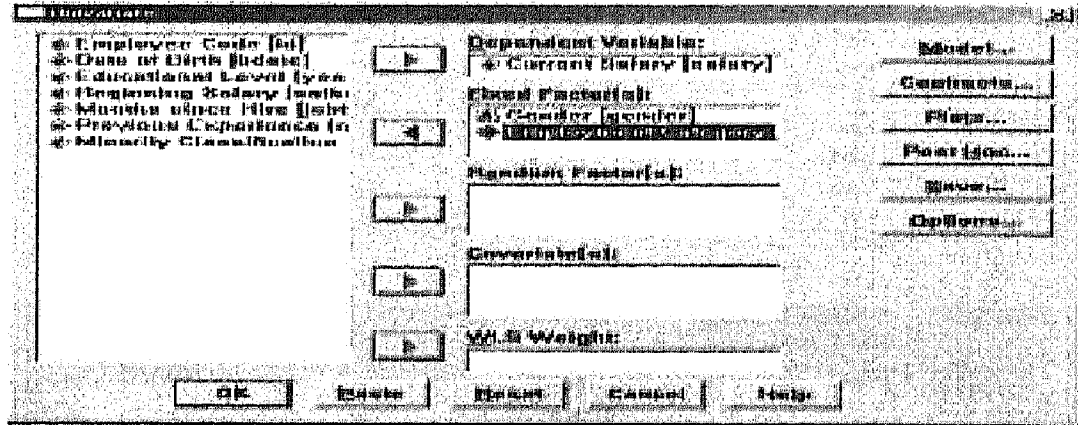 Univariate
Employee Code [id]
Date of Birth [bdate]
Educational Level [year
Beginning Salary [salbe
Months since Hire [jobt
Previous Experience [
Minority Classification
Dependent Variable:
Current Salary [salary]
Fixed Factor(s):
Gender [gender]
Random Factor(s):
Covariate(s):
WLS Weight:
Model...
Contrasts...
Plots...
Post Hoc...
Save...
Options...
OK
Paste
Reset
Cancel
Help